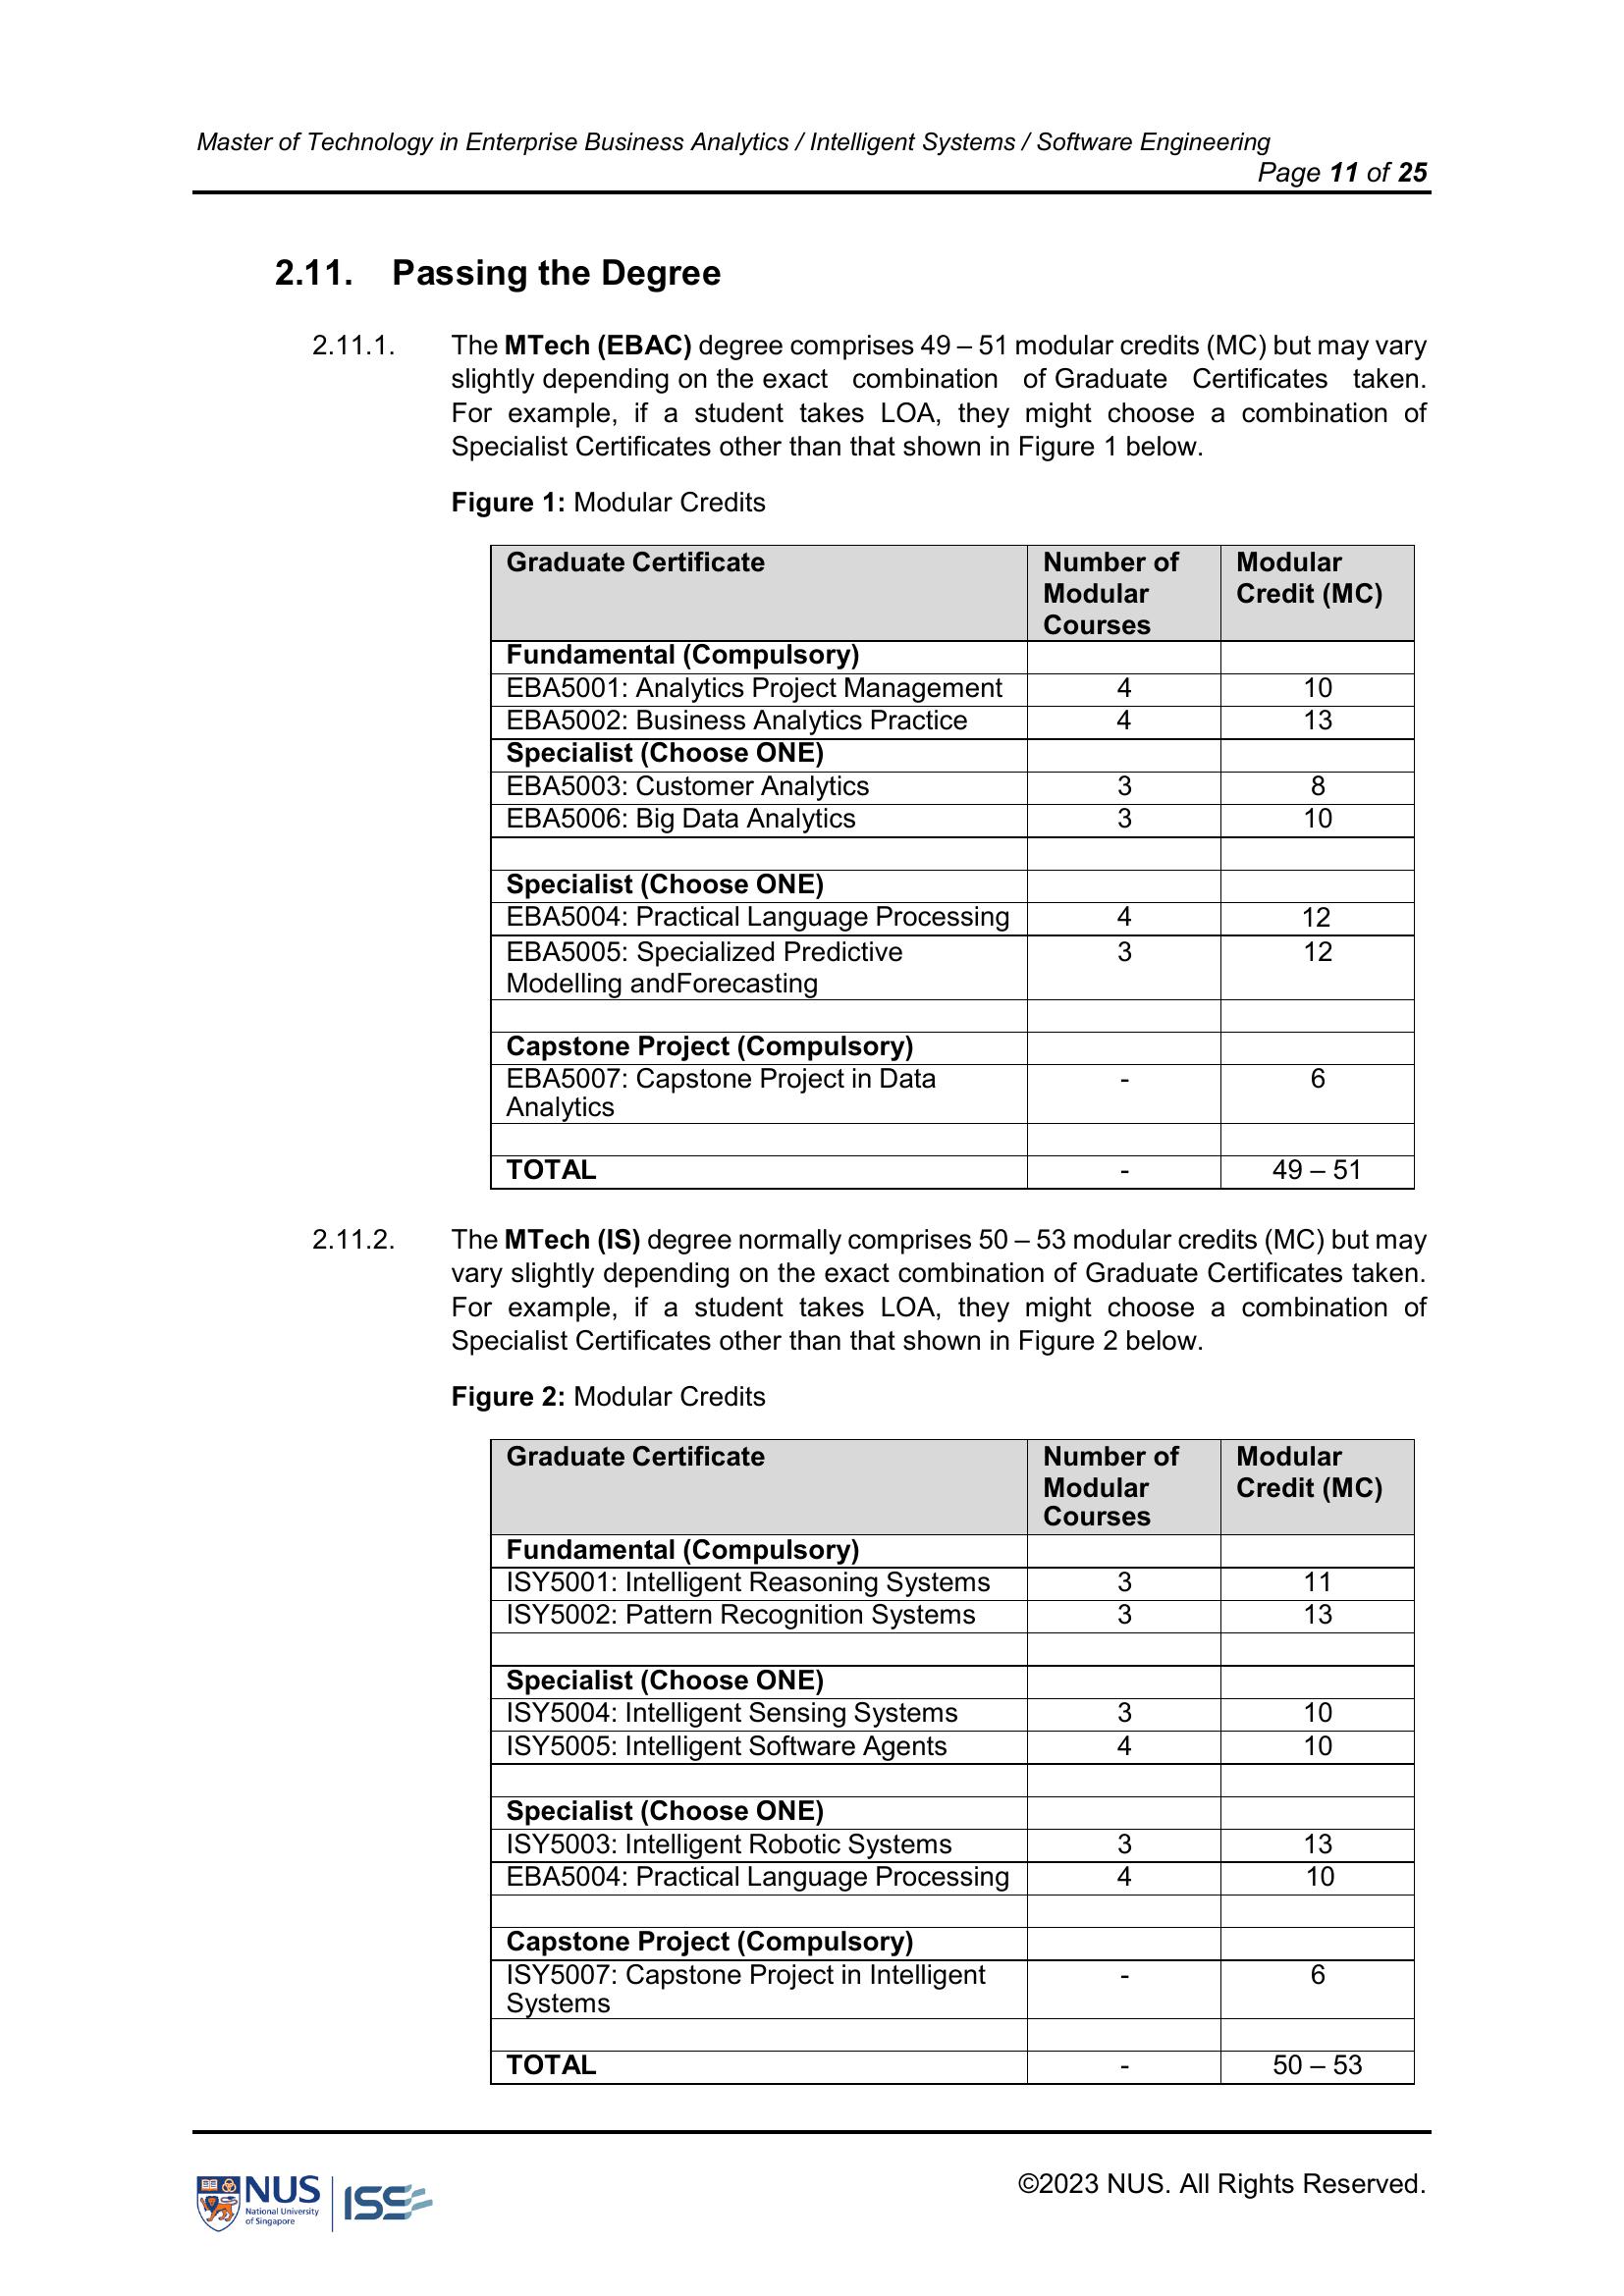 Master of Technology in Enterprise Business Analytics / Intelligent Systems / Software Engineering
Page 11 of 25
2.11. Passing the Degree
2.11.1. The MTech (EBAC) degree comprises 49 – 51 modular credits (MC) but may vary
slightly depending on the exact combination of Graduate Certificates taken.
For example, if a student takes LOA, they might choose a combination of
Specialist Certificates other than that shown in Figure 1 below.
Figure 1: Modular Credits
Graduate Certificate Number of Modular
Modular Credit (MC)
Courses
Fundamental (Compulsory)
EBA5001: Analytics Project Management 4 10
EBA5002: Business Analytics Practice 4 13
Specialist (Choose ONE)
EBA5003: Customer Analytics 3 8
EBA5006: Big Data Analytics 3 10
Specialist (Choose ONE)
EBA5004: Practical Language Processing 4 12
EBA5005: Specialized Predictive 3 12
Modelling andForecasting
Capstone Project (Compulsory)
EBA5007: Capstone Project in Data - 6
Analytics
TOTAL - 49 – 51
2.11.2. The MTech (IS) degree normally comprises 50 – 53 modular credits (MC) but may
vary slightly depending on the exact combination of Graduate Certificates taken.
For example, if a student takes LOA, they might choose a combination of
Specialist Certificates other than that shown in Figure 2 below.
Figure 2: Modular Credits
Graduate Certificate Number of Modular
Modular Credit (MC)
Courses
Fundamental (Compulsory)
ISY5001: Intelligent Reasoning Systems 3 11
ISY5002: Pattern Recognition Systems 3 13
Specialist (Choose ONE)
ISY5004: Intelligent Sensing Systems 3 10
ISY5005: Intelligent Software Agents 4 10
Specialist (Choose ONE)
ISY5003: Intelligent Robotic Systems 3 13
EBA5004: Practical Language Processing 4 10
Capstone Project (Compulsory)
ISY5007: Capstone Project in Intelligent - 6
Systems
TOTAL - 50 – 53
©2023 NUS. All Rights Reserved.
NUS ISS
National University
of Singapore